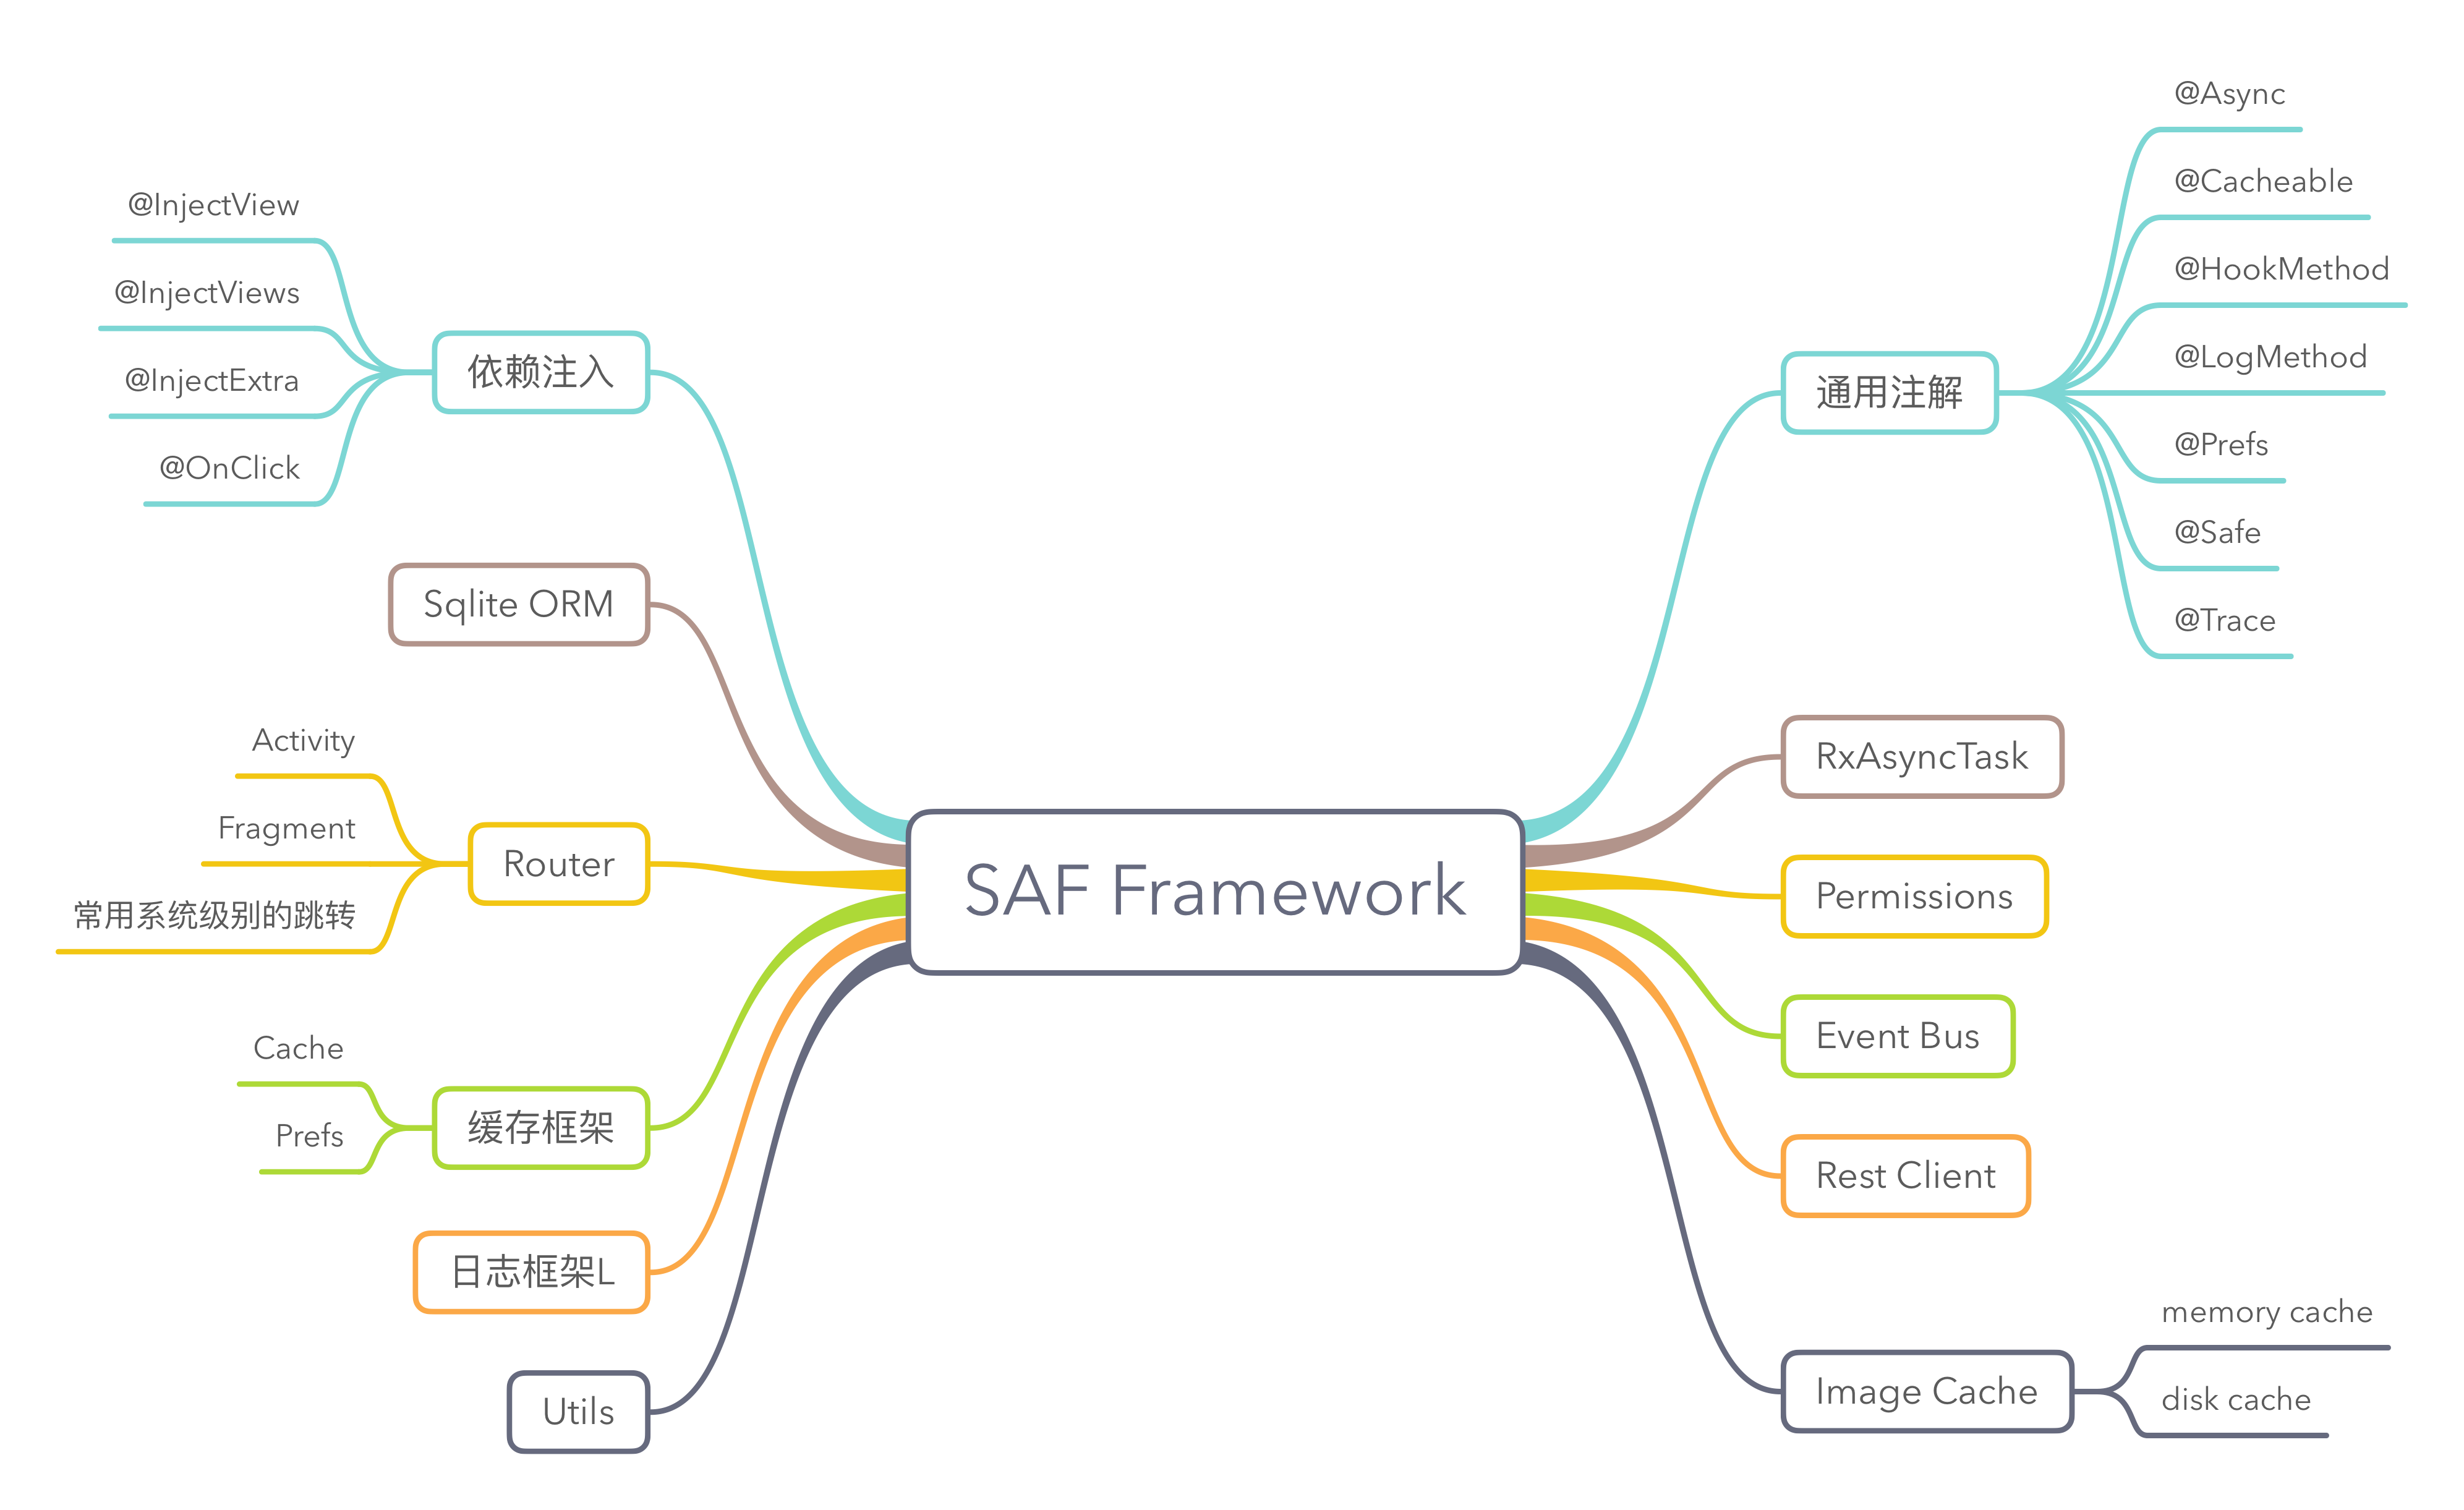 SAF Framework
通用注解
@Async
@Cacheable
@HookMethod
@LogMethod
@Prefs
@Safe
@Trace
RxAsyncTask
Permissions
Event Bus
Rest Client
Image Cache
memory cache
disk cache
依赖注入
@InjectView
@InjectViews
@InjectExtra
@OnClick
Sqlite ORM
Router
Activity
Fragment
常用系统级别的跳转
缓存框架
Cache
Prefs
日志框架L
Utils